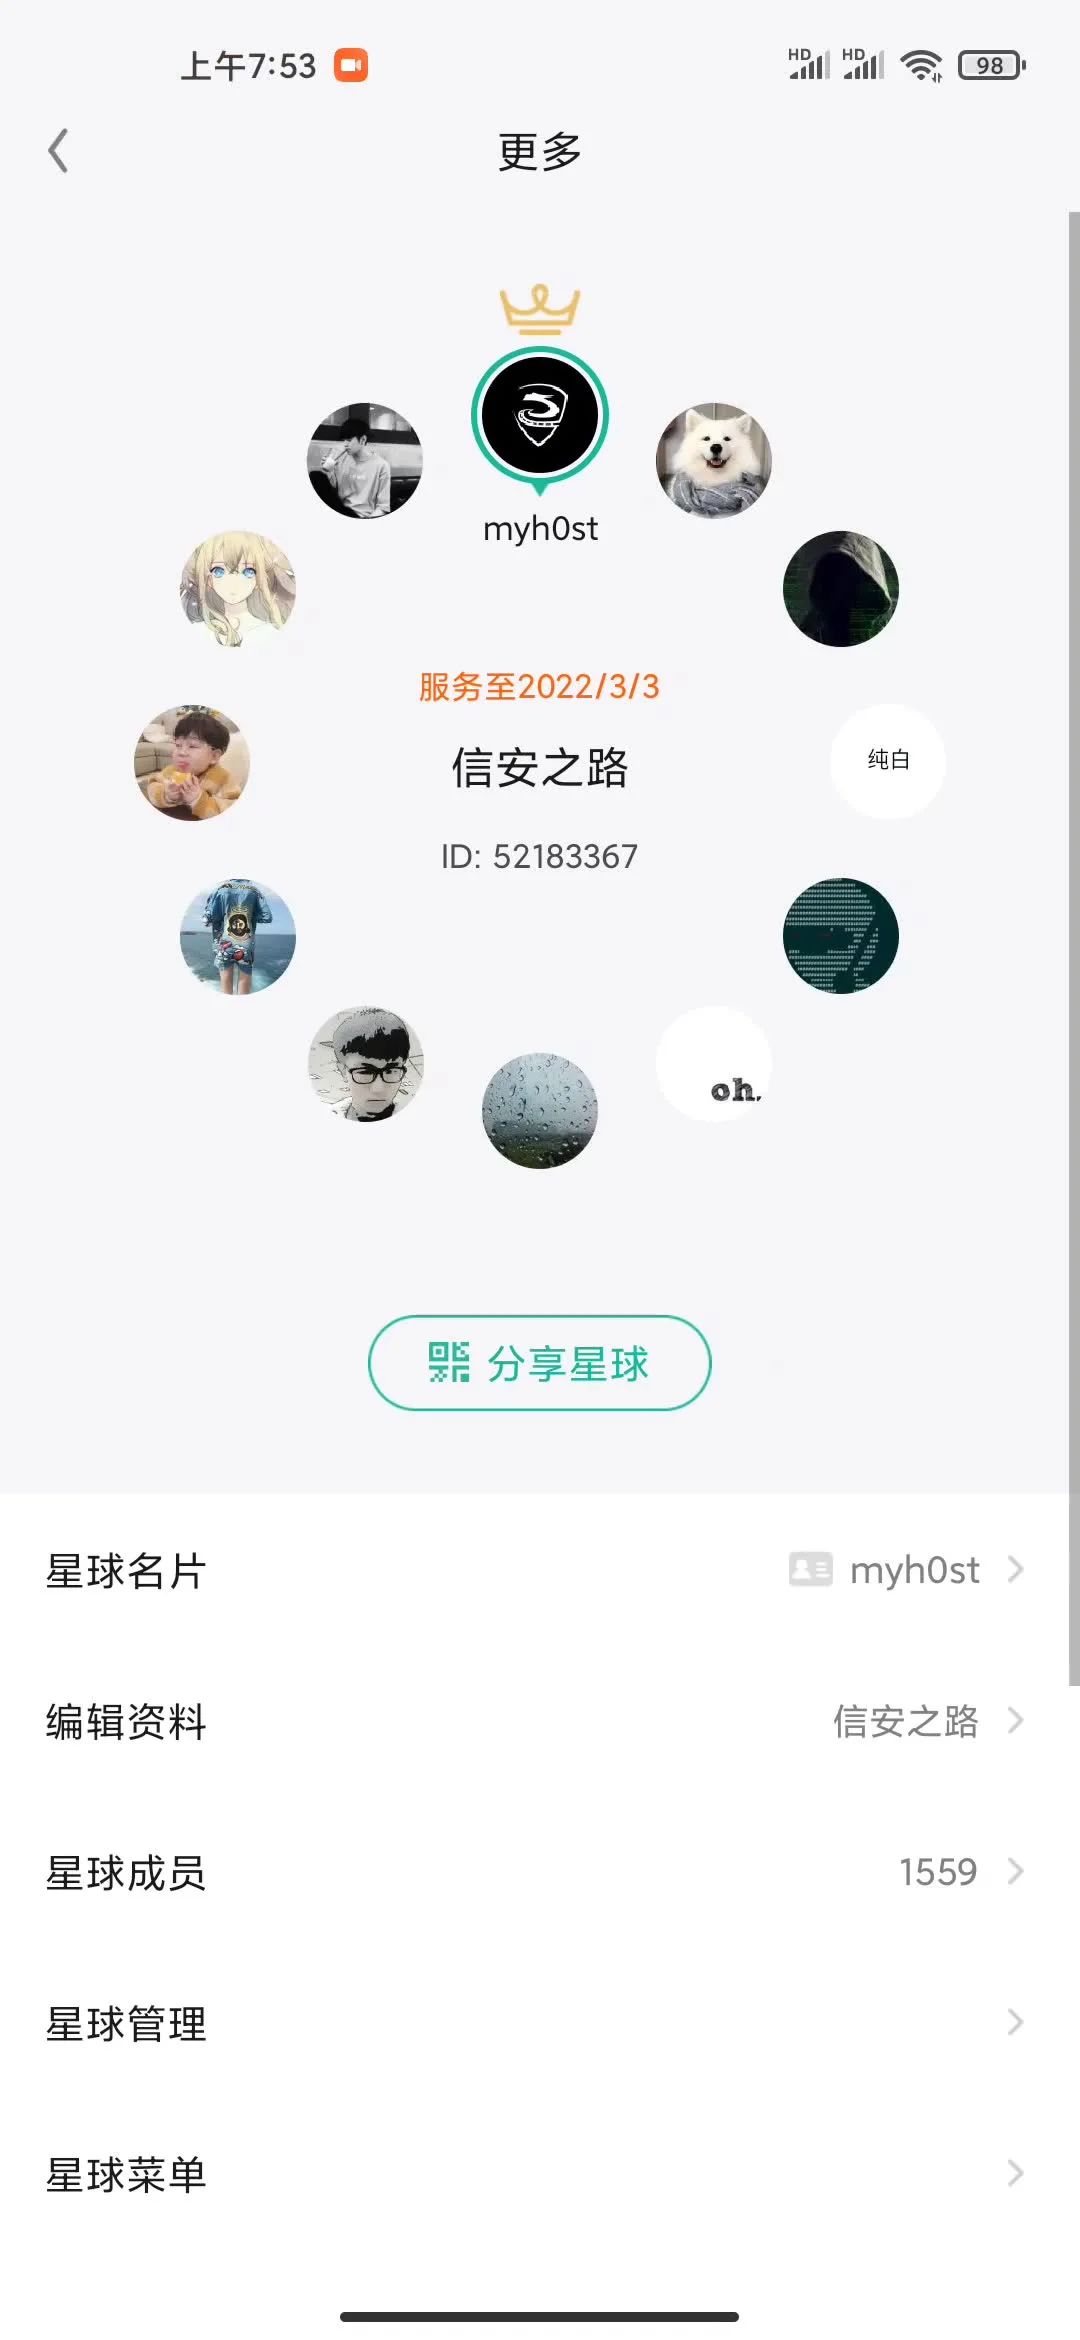 上午7:53
HD HD 98
更多
myh0st
服务至2022/3/3
信安之路
纯白
ID: 52183367
oh,
分享星球
星球名片 myh0st
编辑资料 信安之路
星球成员 1559
星球管理
星球菜单